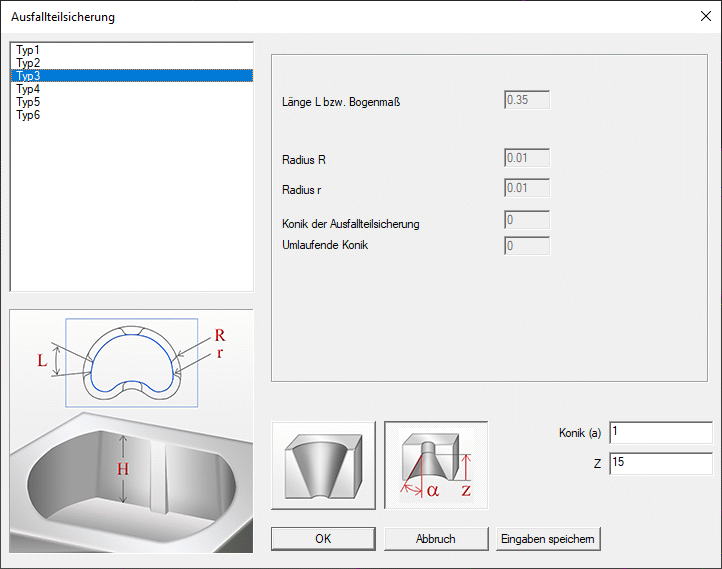 Ausfallteilsicherung
Typ1
Typ2
Typ3
Typ4
Typ5
Typ6
Länge L bzw. Bogenmaß 0.35
Radius R 0.01
Radius r 0.01
Konik der Ausfallteilsicherung 0
Umlaufende Konik 0
R
L r
H
α z
Konik (a) 1
Z 15
OK Abbruch Eingaben speichern